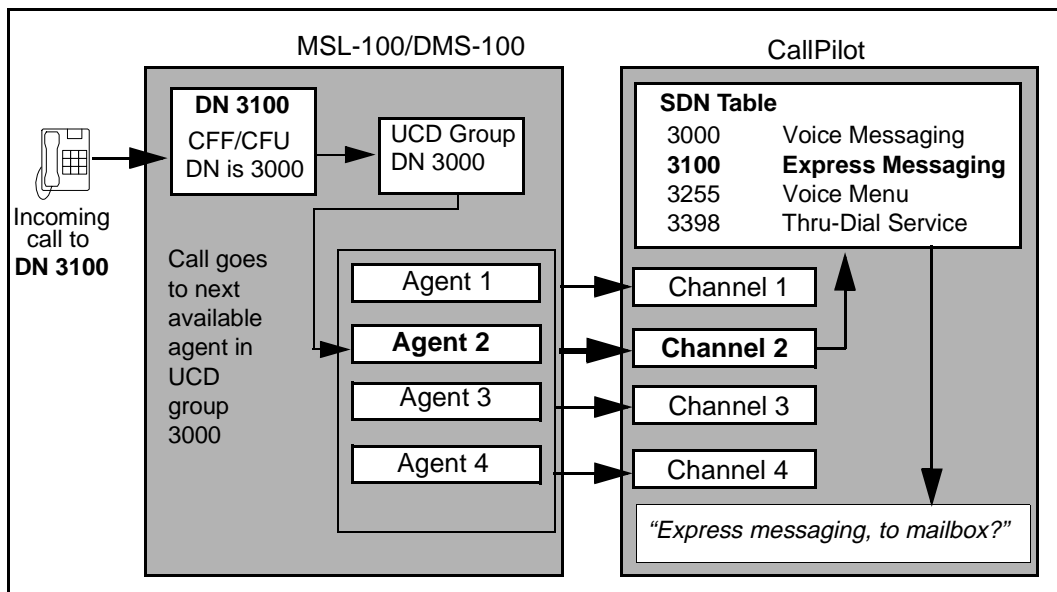 MSL-100/DMS-100
CallPilot
Incoming
call to
DN 3100
DN 3100
CFF/CFU
DN is 3000
UCD Group
DN 3000
Call goes
to next
available
agent in
UCD
group
3000
Agent 1
Agent 2
Agent 3
Agent 4
SDN Table
3000 Voice Messaging
3100 Express Messaging
3255 Voice Menu
3398 Thru-Dial Service
Channel 1
Channel 2
Channel 3
Channel 4
“Express messaging, to mailbox?”